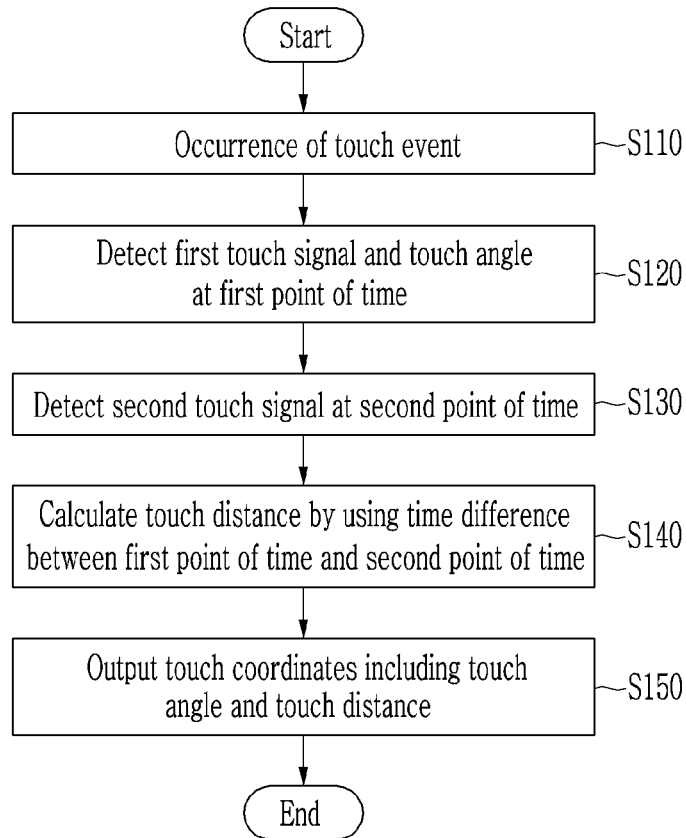 Start
Occurrence of touch event
S110
Detect first touch signal and touch angle
at first point of time
S120
Detect second touch signal at second point of time
S130
Calculate touch distance by using time difference
between first point of time and second point of time
S140
Output touch coordinates including touch
angle and touch distance
S150
End